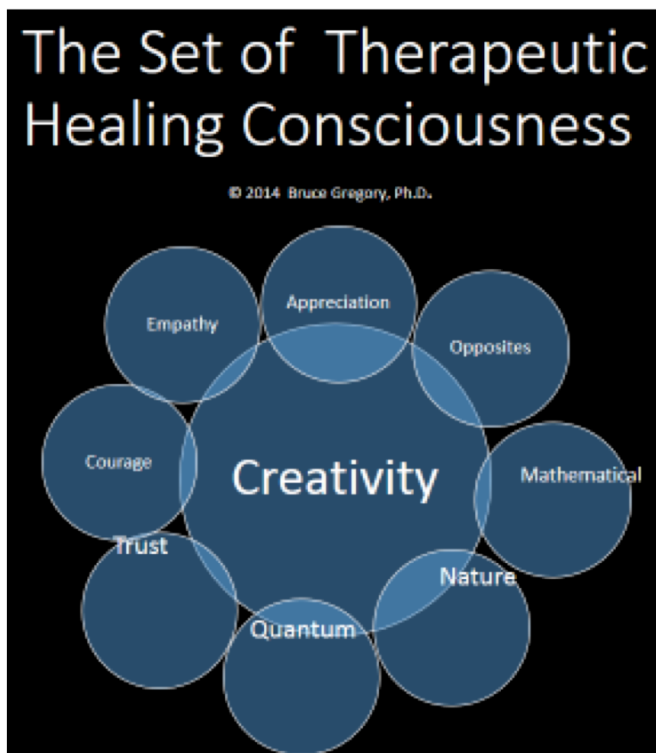 The Set of Therapeutic
Healing Consciousness
© 2014 Bruce Gregory, Ph.D.
Appreciation
Empathy
Opposites
Courage
Creativity
Mathematical
Trust
Nature
Quantum